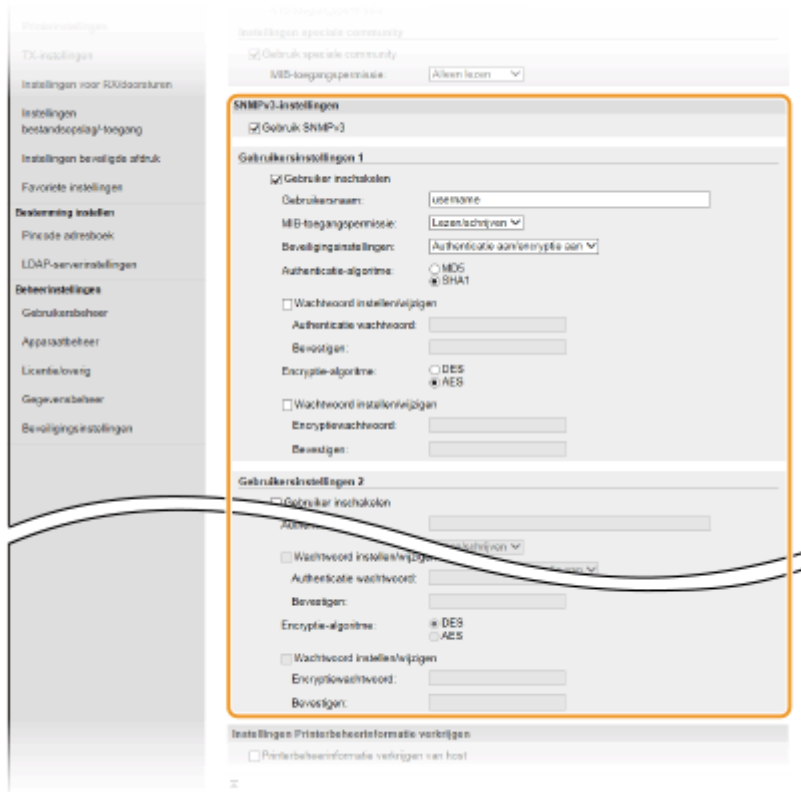 Printerinstellingen
TX-instellingen
Instellingen voor RX/doorsturen
Instellingen
bestandsopslag/-toegang
Instellingen beveiligde afdruk
Favoriete instellingen
Bestemming instellen
Pincode adresboek
LDAP-serverinstellingen
Beheerinstellingen
Gebruikersbeheer
Apparaatbeheer
Licentie/overig
Gegevensbeheer
Beveiligingsinstellingen
Instellingen speciale community
Gebruik speciale community
MIB-toegangspermissie: Alleen lezen
SNMPv3-instellingen
Gebruik SNMPv3
Gebruikersinstellingen 1
Gebruiker inschakelen
Gebruikersnaam: username
MIB-toegangspermissie: Lezen/schrijven
Beveiligingsinstellingen: Authenticatie aan/encryptie aan
Authenticatie-algoritme: MD5
SHA1
Wachtwoord instellen/wijzigen
Authenticatie wachtwoord:
Bevestigen:
Encryptie-algoritme: DES
AES
Wachtwoord instellen/wijzigen
Encryptiewachtwoord:
Bevestigen:
Gebruikersinstellingen 2
Gebruiker inschakelen
Wachtwoord instellen/wijzigen
Authenticatie wachtwoord:
Bevestigen:
Encryptie-algoritme: DES
AES
Wachtwoord instellen/wijzigen
Encryptiewachtwoord:
Bevestigen:
Instellingen Printerbeheerinformatie verkrijgen
Printerbeheerinformatie verkrijgen van host